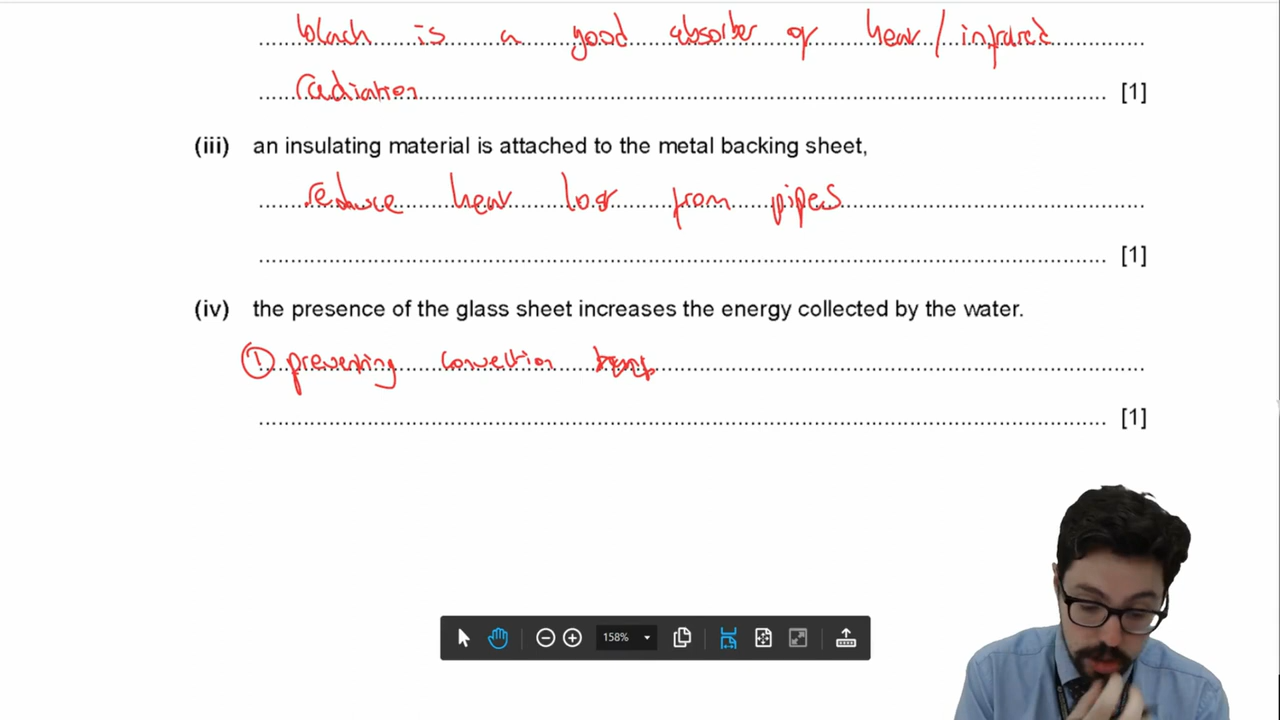 black is a good absorber of heat / infrared
radiation [1]
(iii) an insulating material is attached to the metal backing sheet,
reduce heat loss from pipes
[1]
(iv) the presence of the glass sheet increases the energy collected by the water.
① preventing convection
[1]
158%